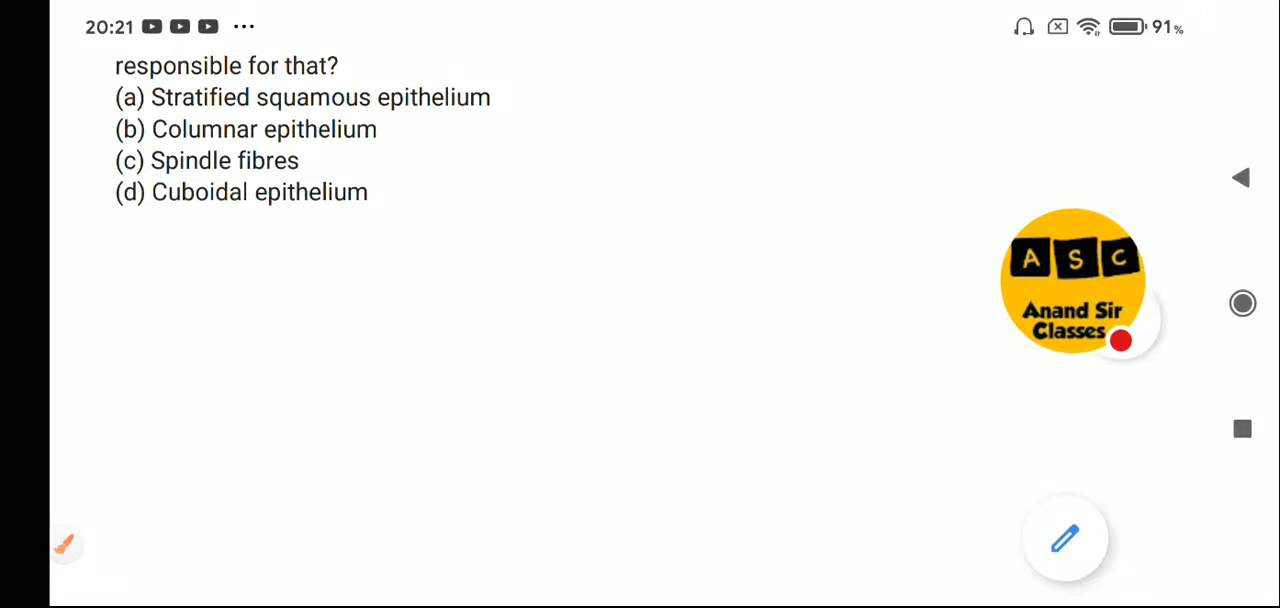 20:21 ... 91%
responsible for that?
(a) Stratified squamous epithelium
(b) Columnar epithelium
(c) Spindle fibres
(d) Cuboidal epithelium
A S C
Anand Sir
Classes